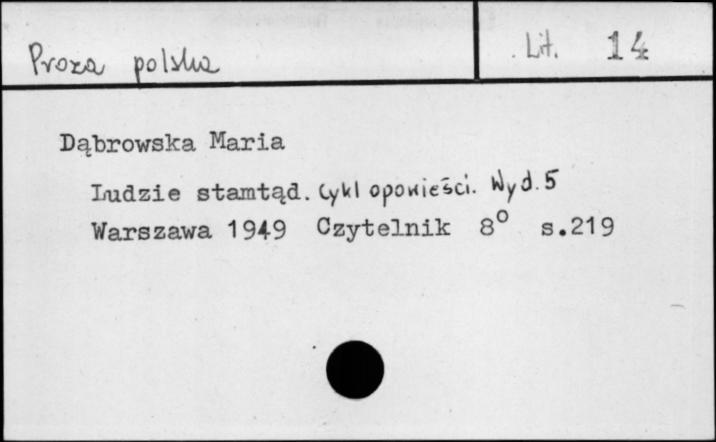 Proza polska
Lit. 14
Dąbrowska Maria
Ludzie stamtąd. Cykl opowieści. Wyd. 5
Warszawa 1949 Czytelnik 8° s.219